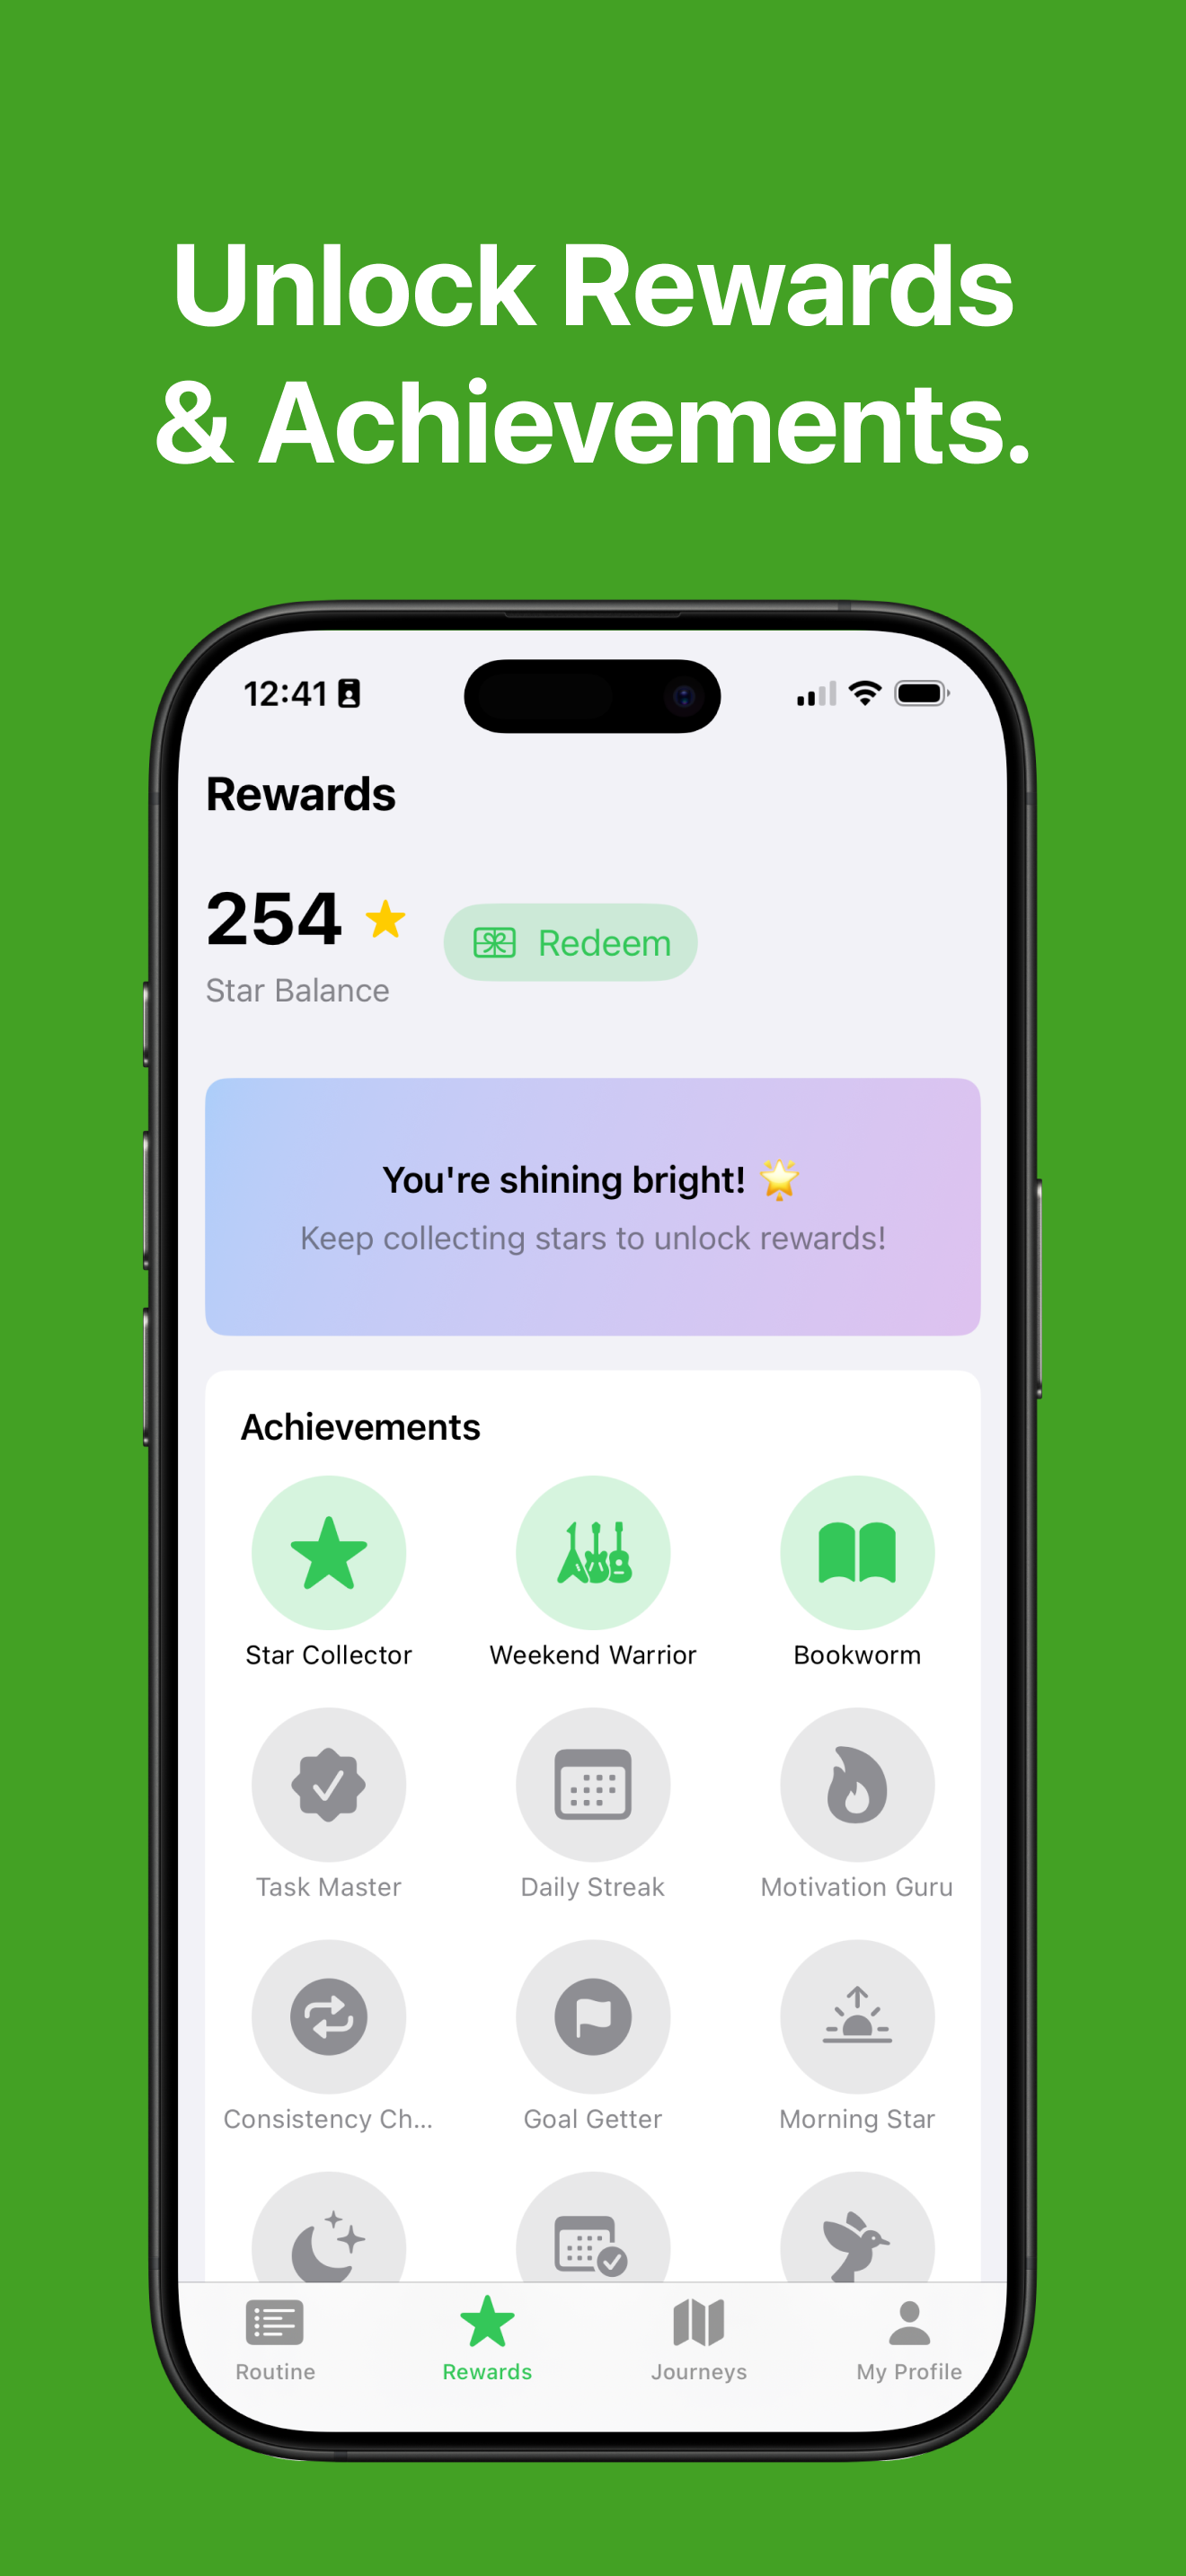 Unlock Rewards
& Achievements.
12:41
Rewards
254
Redeem
Star Balance
You're shining bright! 🌟
Keep collecting stars to unlock rewards!
Achievements
Star Collector
Weekend Warrior
Bookworm
Task Master
Daily Streak
Motivation Guru
Consistency Ch...
Goal Getter
Morning Star
Routine
Rewards
Journeys
My Profile